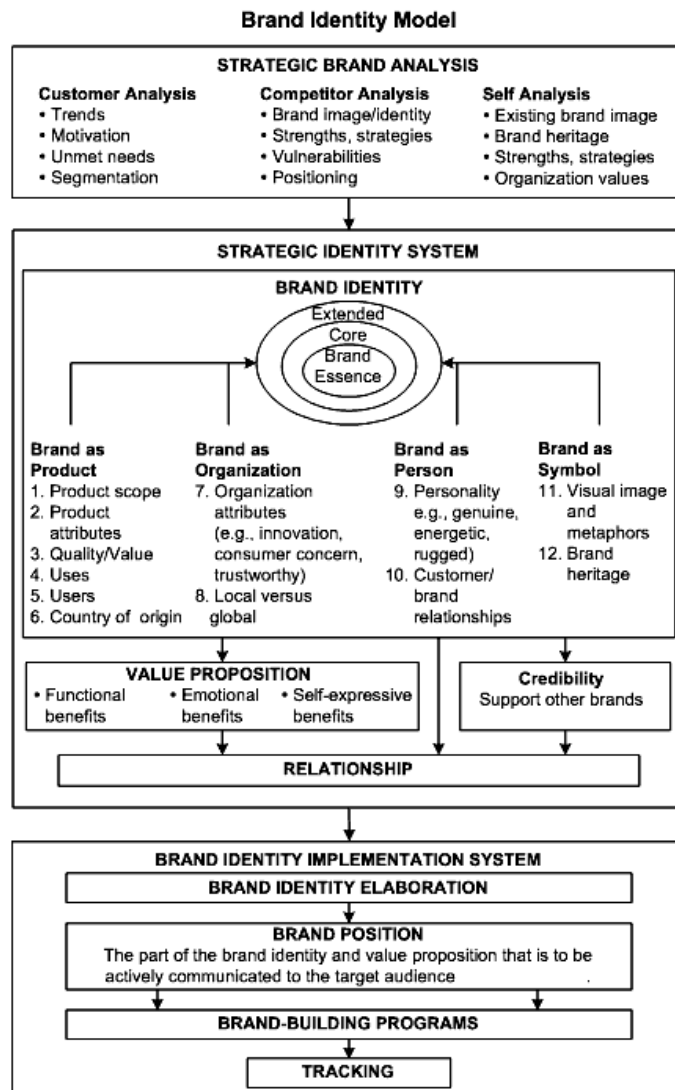 Brand Identity Model
STRATEGIC BRAND ANALYSIS
Customer Analysis
• Trends
• Motivation
• Unmet needs
• Segmentation
Competitor Analysis
• Brand image/identity
• Strengths, strategies
• Vulnerabilities
• Positioning
Self Analysis
• Existing brand image
• Brand heritage
• Strengths, strategies
• Organization values
STRATEGIC IDENTITY SYSTEM
BRAND IDENTITY
Extended
Core
Brand
Essence
Brand as
Product
1. Product scope
2. Product
attributes
3. Quality/Value
4. Uses
5. Users
6. Country of origin
Brand as
Organization
7. Organization
attributes
(e.g., innovation,
consumer concern,
trustworthy)
8. Local versus
global
Brand as
Person
9. Personality
e.g., genuine,
energetic,
rugged)
10. Customer/
brand
relationships
Brand as
Symbol
11. Visual image
and
metaphors
12. Brand
heritage
VALUE PROPOSITION
• Functional
benefits
• Emotional
benefits
• Self-expressive
benefits
Credibility
Support other brands
RELATIONSHIP
BRAND IDENTITY IMPLEMENTATION SYSTEM
BRAND IDENTITY ELABORATION
BRAND POSITION
The part of the brand identity and value proposition that is to be
actively communicated to the target audience .
BRAND-BUILDING PROGRAMS
TRACKING